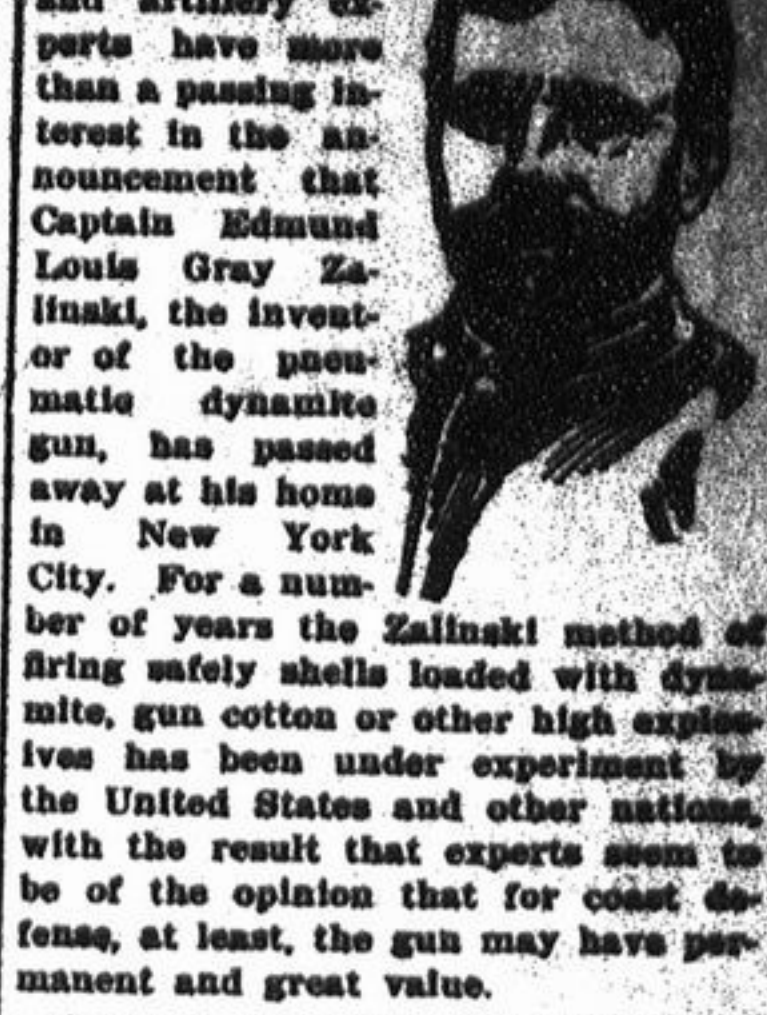 and artillery ex-
perts have more
than a passing in-
terest in the an-
nouncement that
Captain Edmund
Louis Gray Za-
linski, the invent-
or of the pneu-
matic dynamite
gun, has passed
away at his home
in New York
City. For a num-
ber of years the Zalinski method of
firing safely shells loaded with dyna-
mite, gun cotton or other high explos-
ives has been under experiment by
the United States and other nations,
with the result that experts seem to
be of the opinion that for coast de-
fense, at least, the gun may have per-
manent and great value.